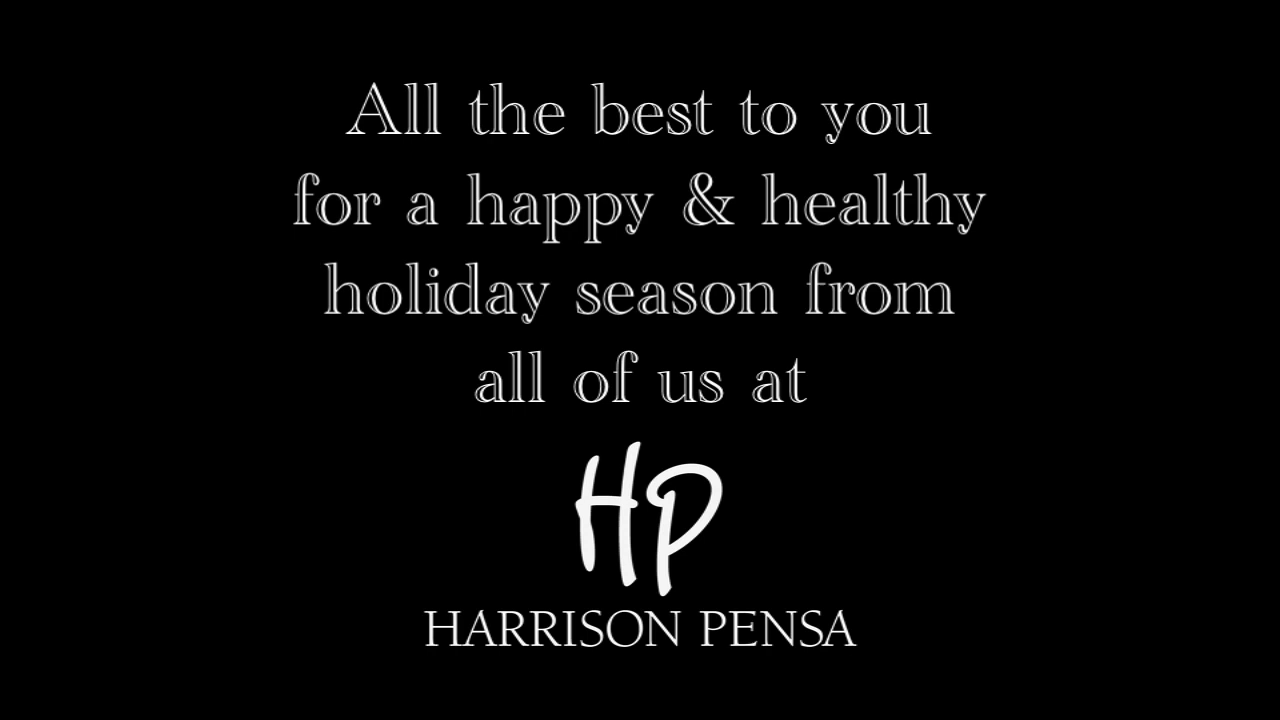 All the best to you
for a happy & healthy
holiday season from
all of us at
HP
HARRISON PENSA